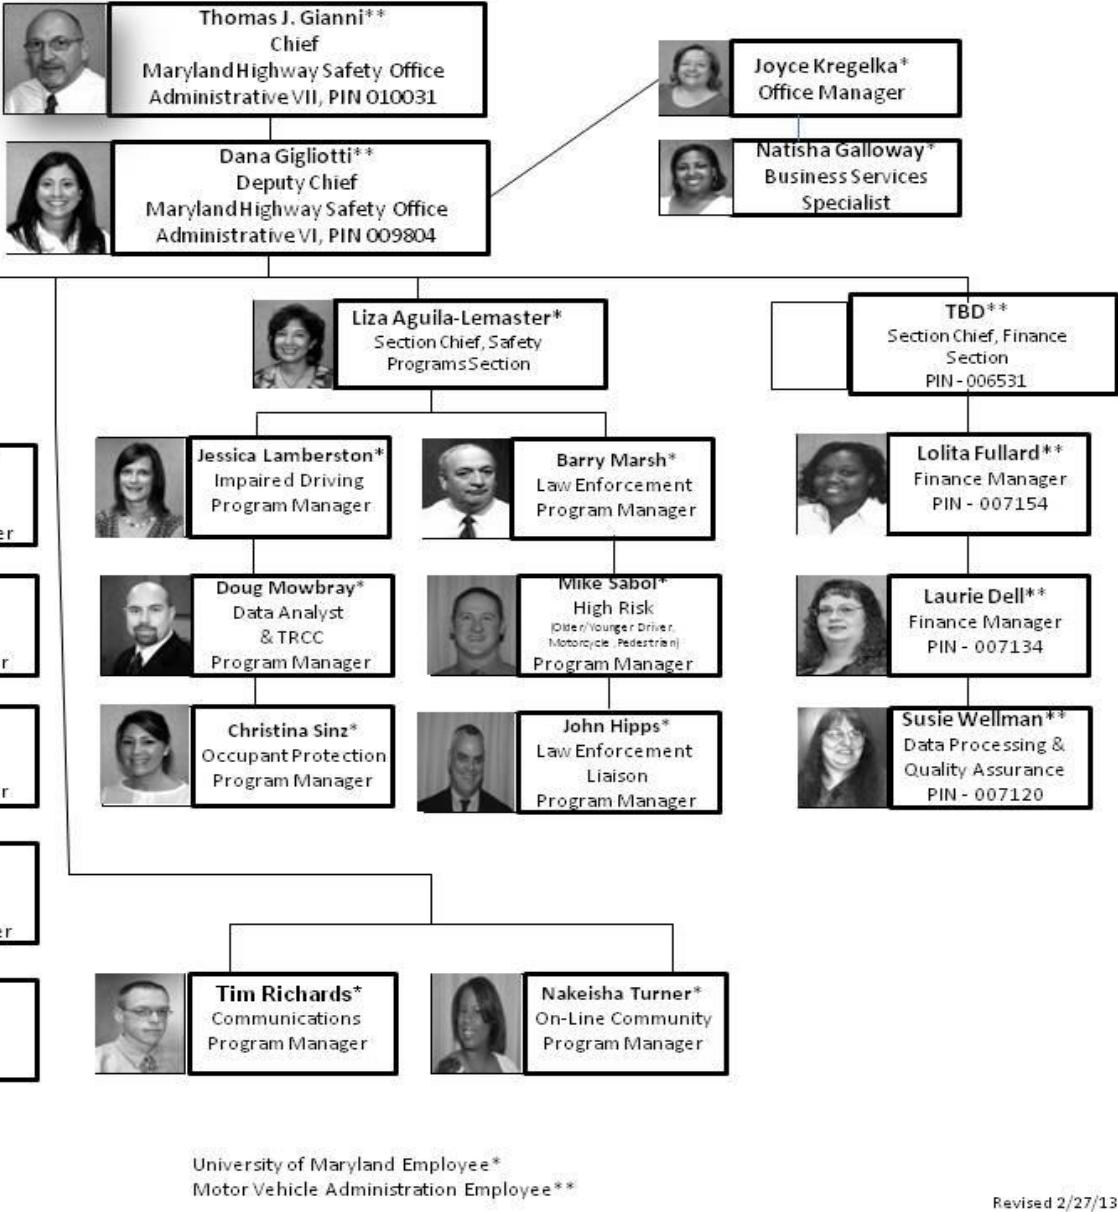 Thomas J. Gianni**
Chief
Maryland Highway Safety Office
Administrative VII, PIN 010031
Joyce Kregelka*
Office Manager
Dana Gigliotti**
Deputy Chief
Maryland Highway Safety Office
Administrative VI, PIN 009804
Natisha Galloway*
Business Services
Specialist
Liza Aguila-Lemaster*
Section Chief, Safety
Programs Section
TBD**
Section Chief, Finance
Section
PIN - 006531
er
Jessica Lamberston*
Impaired Driving
Program Manager
Barry Marsh*
Law Enforcement
Program Manager
Lolita Fullard**
Finance Manager
PIN - 007154
r
Doug Mowbray*
Data Analyst
& TRCC
Program Manager
Mike Sabol*
High Risk
(Older/Younger Driver,
Motorcycle, Pedestrian)
Program Manager
Laurie Dell**
Finance Manager
PIN - 007134
r
Christina Sinz*
Occupant Protection
Program Manager
John Hipps*
Law Enforcement
Liaison
Program Manager
Susie Wellman**
Data Processing &
Quality Assurance
PIN - 007120
er
Tim Richards*
Communications
Program Manager
Nakeisha Turner*
On-Line Community
Program Manager
University of Maryland Employee*
Motor Vehicle Administration Employee**
Revised 2/27/13